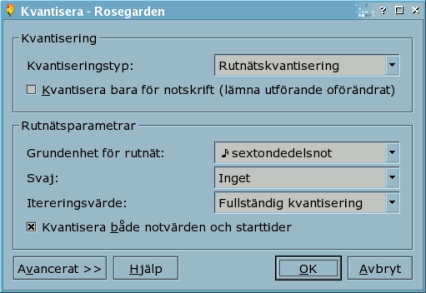 Kvantisera - Rosegarden
Kvantisering
Kvantiseringstyp: Rutnätskvantisering
Kvantisera bara för notskrift (lämna utförande oförändrat)
Rutnätsparametrar
Grundenhet för rutnät: sextondedelsnot
Svaj: Inget
Itereringsvärde: Fullständig kvantisering
Kvantisera både notvärden och starttider
Avancerat >> Hjälp OK Avbryt